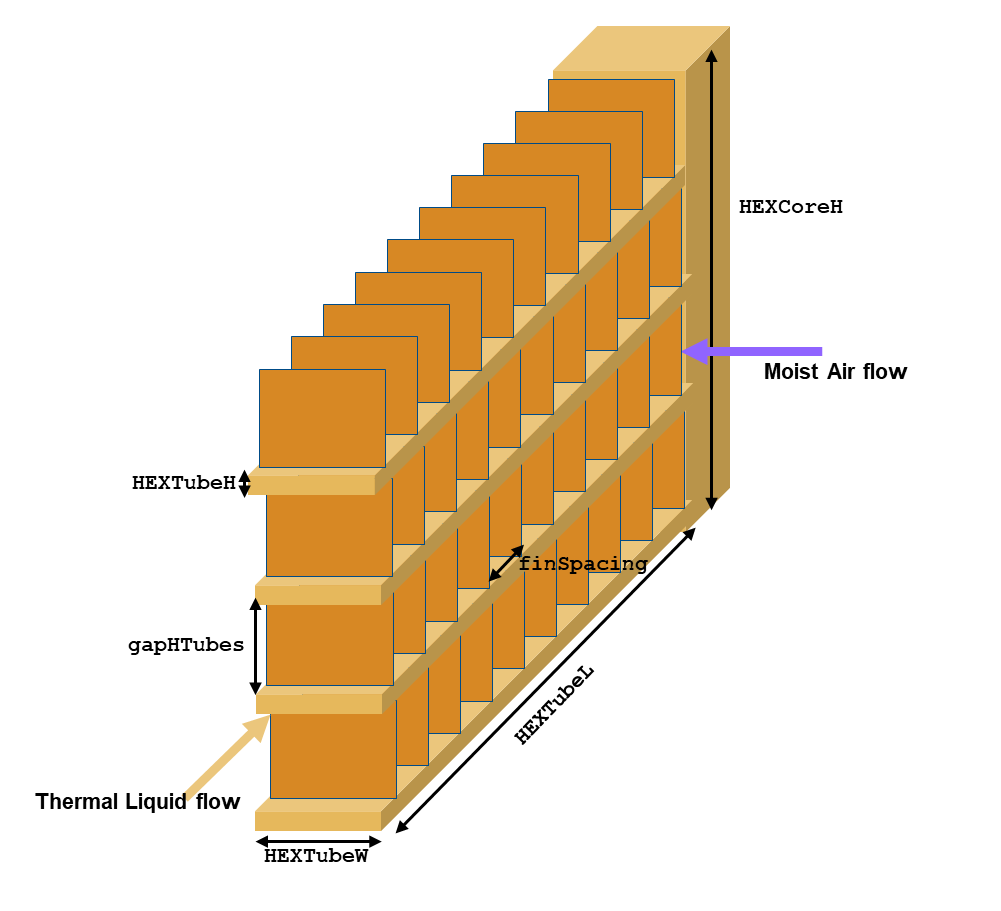 HEXCoreH
Moist Air flow
HEXTubeH
finSpacing
gapHTubes
HEXTubeL
Thermal Liquid flow
HEXTubeW